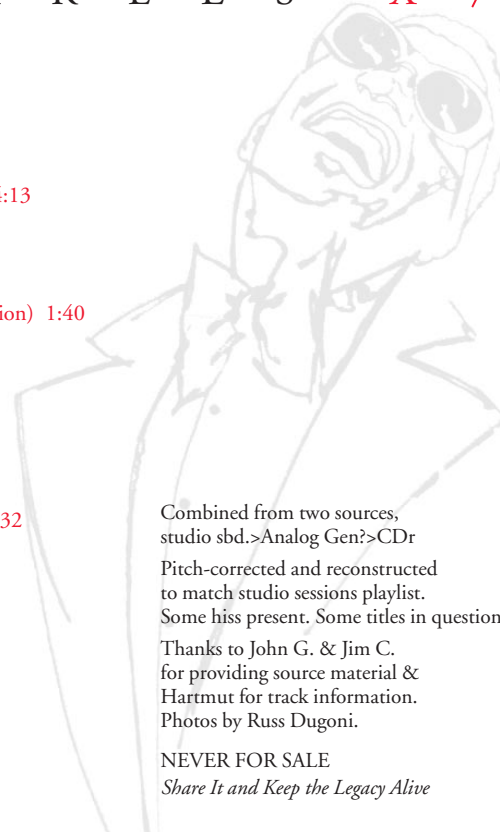 R E L S
4:13
ion) 1:40
32
Combined from two sources,
studio sbd.>Analog Gen?>CDr
Pitch-corrected and reconstructed
to match studio sessions playlist.
Some hiss present. Some titles in question
Thanks to John G. & Jim C.
for providing source material &
Hartmut for track information.
Photos by Russ Dugoni.
NEVER FOR SALE
Share It and Keep the Legacy Alive